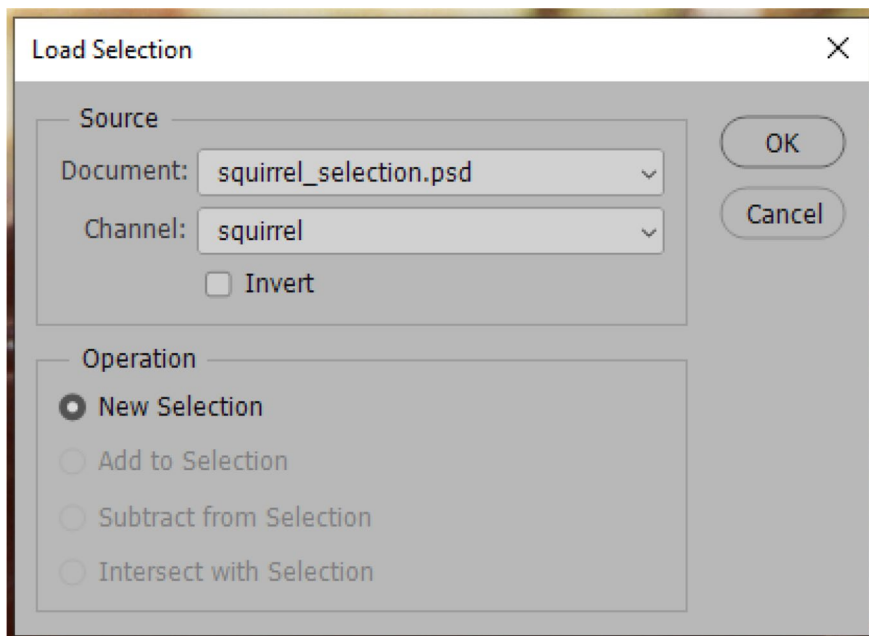 Load Selection
Source
Document: squirrel_selection.psd
Channel: squirrel
Invert
OK
Cancel
Operation
New Selection
Add to Selection
Subtract from Selection
Intersect with Selection